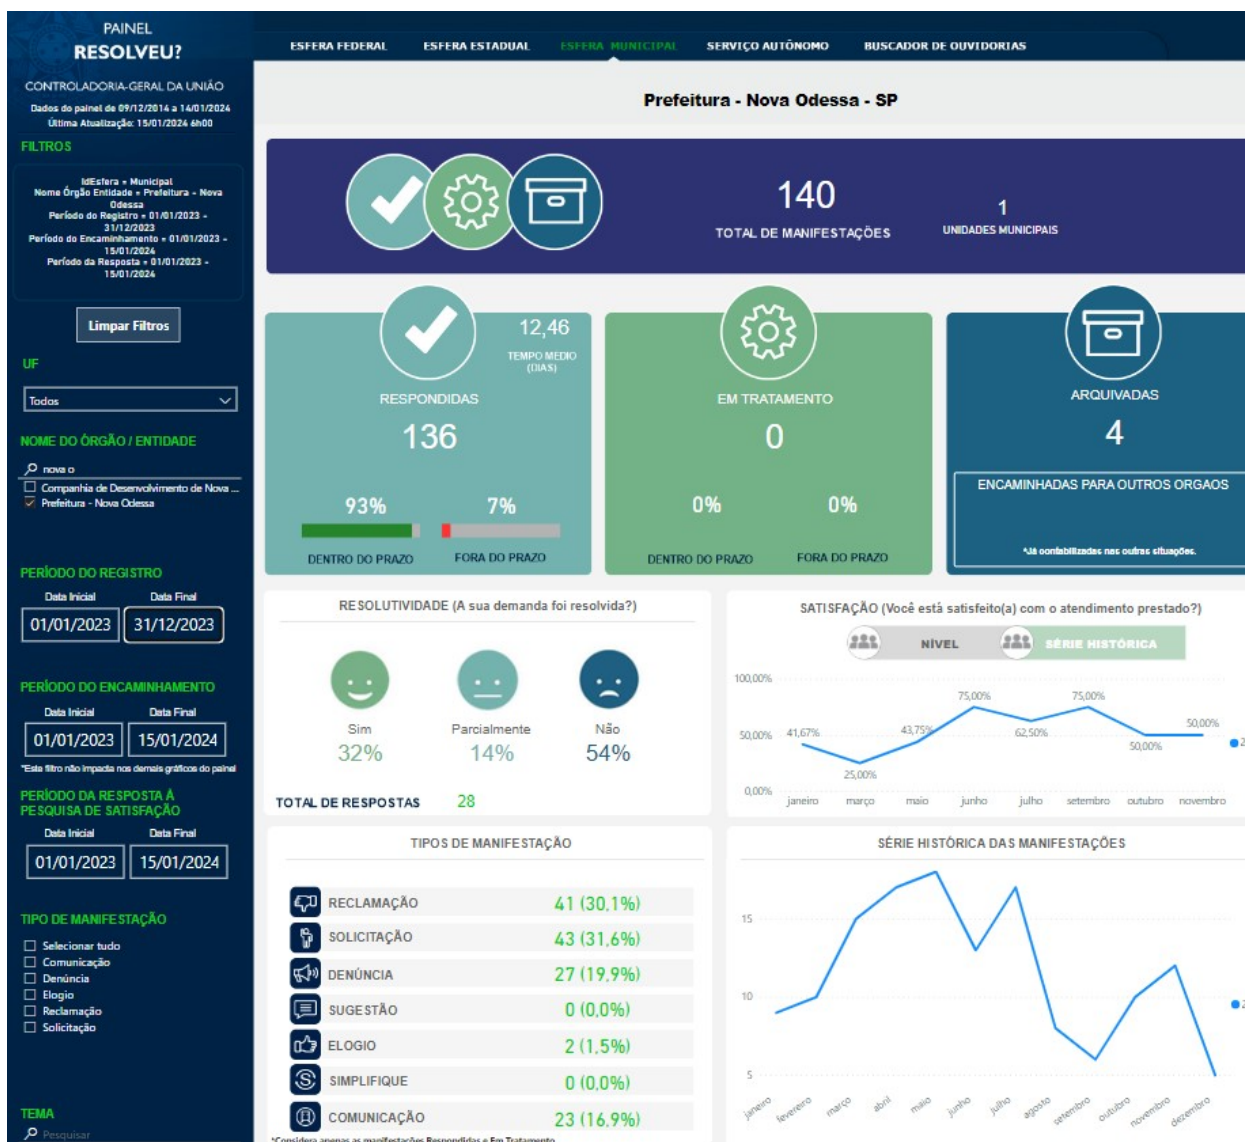 PAINEL
RESOLVEU?
CONTROLADORIA-GERAL DA UNIÃO
Dados do painel de 09/12/2014 a 14/01/2024
Última Atualização: 15/01/2024 6h00
FILTROS
IdEsfera = Municipal
Nome Órgão Entidade = Prefeitura - Nova
Odessa
Período do Registro = 01/01/2023 -
31/12/2023
Período do Encaminhamento = 01/01/2023 -
15/01/2024
Período da Resposta = 01/01/2023 -
15/01/2024
Limpar Filtros
UF
Todos
NOME DO ÓRGÃO / ENTIDADE
nova o
Companhia de Desenvolvimento de Nova ...
Prefeitura - Nova Odessa
PERÍODO DO REGISTRO
Data Inicial Data Final
01/01/2023 31/12/2023
PERÍODO DO ENCAMINHAMENTO
Data Inicial Data Final
01/01/2023 15/01/2024
*Este filtro não impacta nos demais gráficos do painel
PERÍODO DA RESPOSTA À
PESQUISA DE SATISFAÇÃO
Data Inicial Data Final
01/01/2023 15/01/2024
TIPO DE MANIFESTAÇÃO
Selecionar tudo
Comunicação
Denúncia
Elogio
Reclamação
Solicitação
TEMA
Pesquisar
ESFERA FEDERAL ESFERA ESTADUAL ESFERA MUNICIPAL SERVIÇO AUTÔNOMO BUSCADOR DE OUVIDORIAS
Prefeitura - Nova Odessa - SP
140
TOTAL DE MANIFESTAÇÕES
1
UNIDADES MUNICIPAIS
12,46
TEMPO MEDIO
(DIAS)
RESPONDIDAS
136
93% 7%
DENTRO DO PRAZO FORA DO PRAZO
EM TRATAMENTO
0
0% 0%
DENTRO DO PRAZO FORA DO PRAZO
ARQUIVADAS
4
ENCAMINHADAS PARA OUTROS ORGAOS
*Já contabilizadas nas outras situações.
RESOLUTIVIDADE (A sua demanda foi resolvida?)
Sim Parcialmente Não
32% 14% 54%
TOTAL DE RESPOSTAS 28
SATISFAÇÃO (Você está satisfeito(a) com o atendimento prestado?)
NÍVEL SÉRIE HISTÓRICA
100,00%
50,00%
0,00%
41,67% 25,00% 43,75% 75,00% 62,50% 75,00% 50,00% 50,00%
2
janeiro março maio junho julho setembro outubro novembro
TIPOS DE MANIFESTAÇÃO
RECLAMAÇÃO 41 (30,1%)
SOLICITAÇÃO 43 (31,6%)
DENÚNCIA 27 (19,9%)
SUGESTÃO 0 (0,0%)
ELOGIO 2 (1,5%)
SIMPLIFIQUE 0 (0,0%)
COMUNICAÇÃO 23 (16,9%)
*Considera apenas as manifestações Respondidas e Em Tratamento
SÉRIE HISTÓRICA DAS MANIFESTAÇÕES
15
10
5
2
janeiro fevereiro março abril maio junho julho agosto setembro outubro novembro dezembro